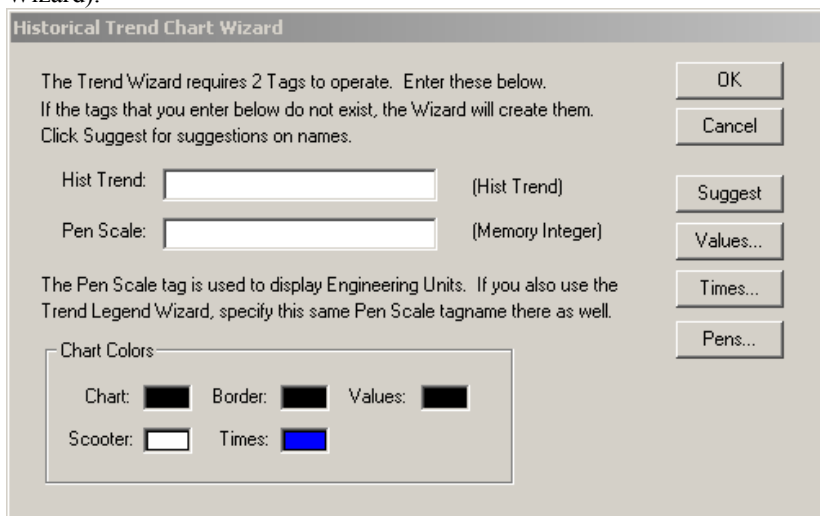 Wizard).
Historical Trend Chart Wizard
The Trend Wizard requires 2 Tags to operate. Enter these below.
If the tags that you enter below do not exist, the Wizard will create them.
Click Suggest for suggestions on names.
OK
Cancel
Hist Trend: (Hist Trend)
Suggest
Pen Scale: (Memory Integer)
Values...
The Pen Scale tag is used to display Engineering Units. If you also use the
Trend Legend Wizard, specify this same Pen Scale tagname there as well.
Times...
Pens...
Chart Colors
Chart: Border: Values:
Scooter: Times: